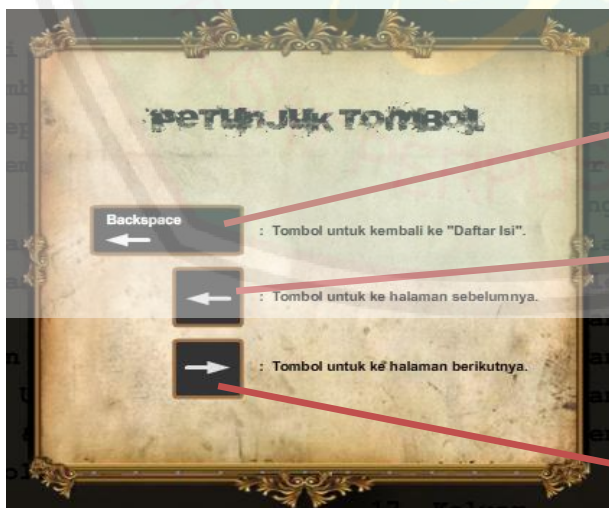 PETUNJUK TOMBOL
Backspace
: Tombol untuk kembali ke "Daftar Isi".
: Tombol untuk ke halaman sebelumnya.
: Tombol untuk ke halaman berikutnya.